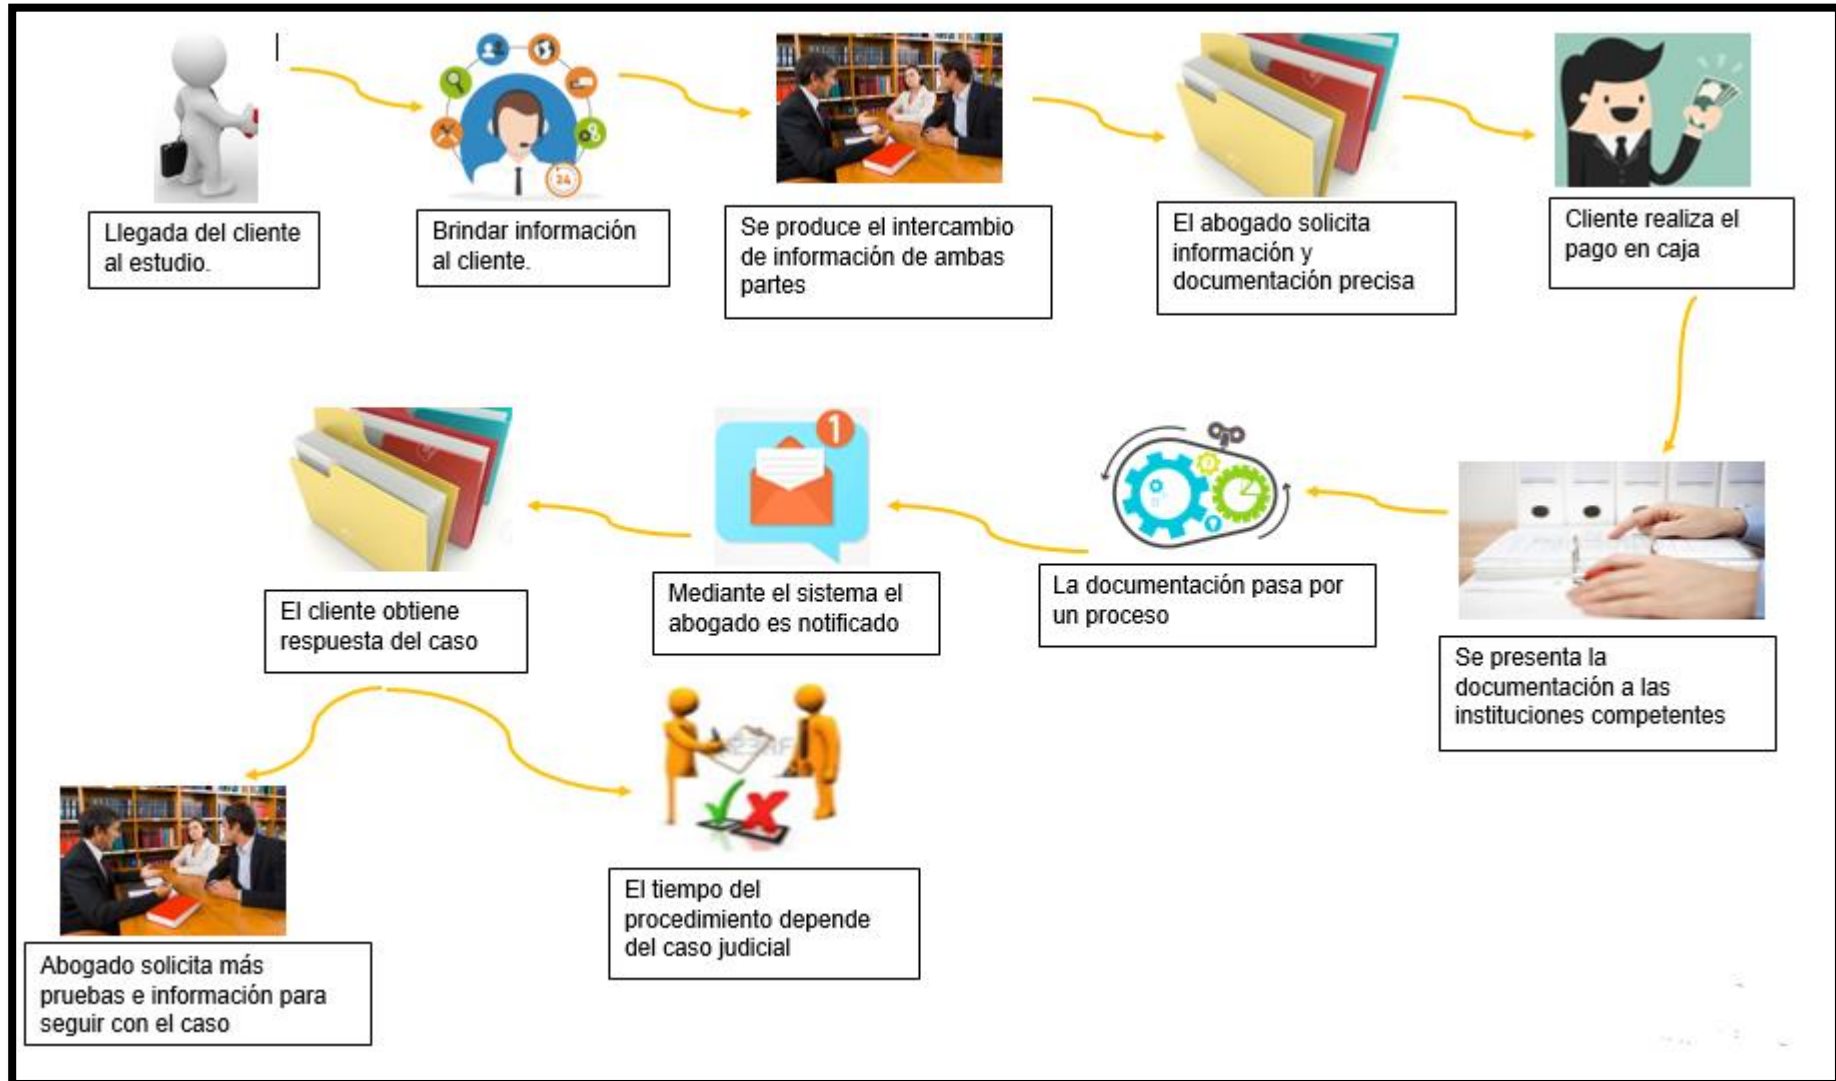 Llegada del cliente
al estudio.
Brindar información
al cliente.
Se produce el intercambio
de información de ambas
partes
El abogado solicita
información y
documentación precisa
Cliente realiza el
pago en caja
24
1
El cliente obtiene
respuesta del caso
Mediante el sistema el
abogado es notificado
La documentación pasa por
un proceso
Se presenta la
documentación a las
instituciones competentes
Abogado solicita más
pruebas e información para
seguir con el caso
El tiempo del
procedimiento depende
del caso judicial